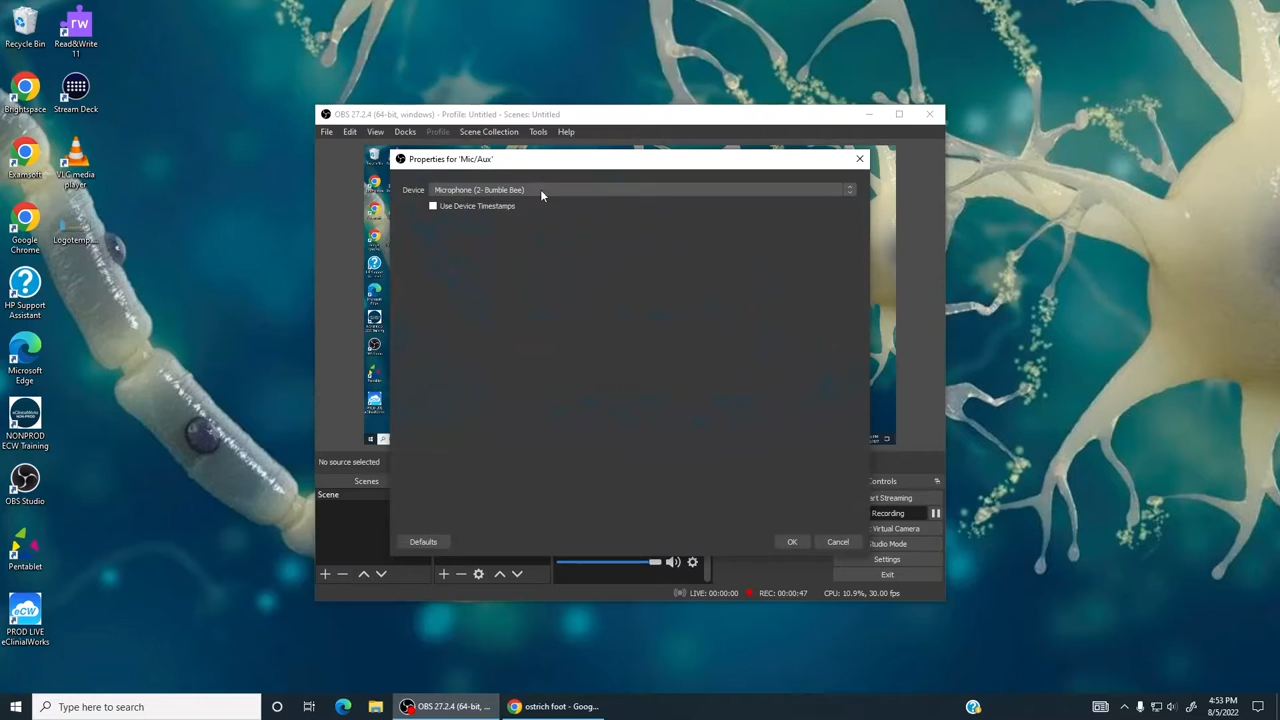 Recycle Bin
Read&Write
11
Brightspace
Stream Deck
Examsoft
VLC media
player
Google
Chrome
Logotemp...
HP Support
Assistant
Microsoft
Edge
NONPROD
ECW Training
OBS Studio
Pentablet
PROD LIVE
eClinialWorks
OBS 27.2.4 (64-bit, windows) - Profile: Untitled - Scenes: Untitled
File Edit View Docks Profile Scene Collection Tools Help
Properties for 'Mic/Aux'
Device Microphone (2- Bumble Bee)
Use Device Timestamps
Defaults
OK Cancel
No source selected
Scenes
Scene
Controls
art Streaming
Recording
Virtual Camera
tudio Mode
Settings
Exit
LIVE: 00:00:00 REC: 00:00:47 CPU: 10.9%, 30.00 fps
Type here to search
OBS 27.2.4 (64-bit, ...
ostrich foot - Goog...
4:53 PM
8/5/2022